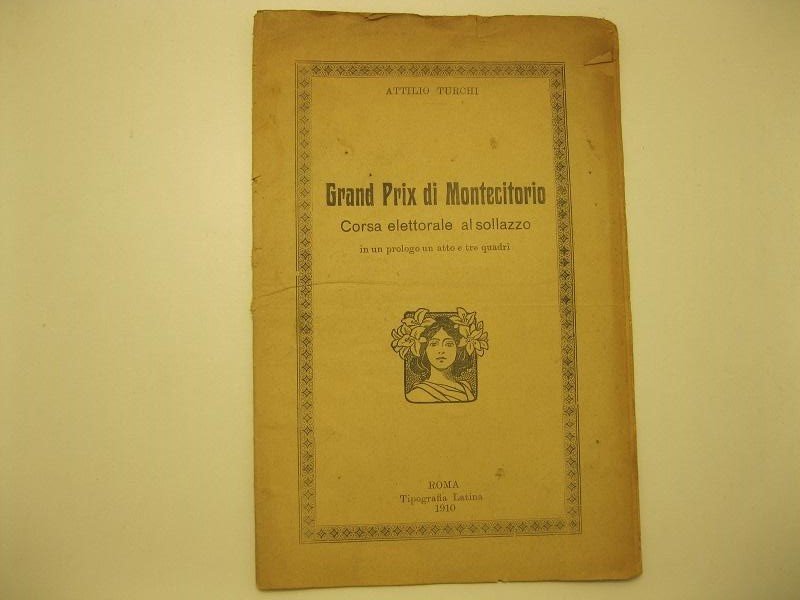 ATTILIO TURCHI
Grand Prix di Montecitorio
Corsa elettorale al sollazzo
in un prologo un atto e tre quadri
ROMA
Tipografia Latina
1910